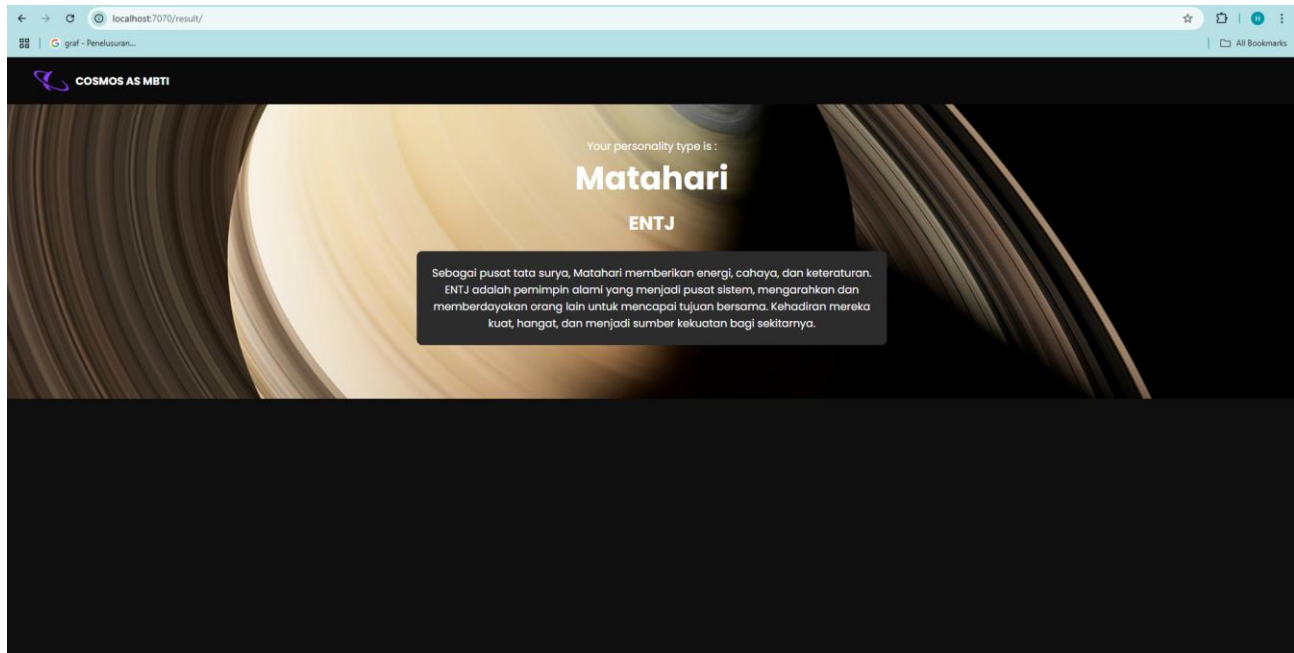 localhost:7070/result/
H
G graf - Penelusuran...
All Bookmarks
COSMOS AS MBTI
Your personality type is :
Matahari
ENTJ
Sebagai pusat tata surya, Matahari memberikan energi, cahaya, dan keteraturan.
ENTJ adalah pemimpin alami yang menjadi pusat sistem, mengarahkan dan
memberdayakan orang lain untuk mencapai tujuan bersama. Kehadiran mereka
kuat, hangat, dan menjadi sumber kekuatan bagi sekitarnya.